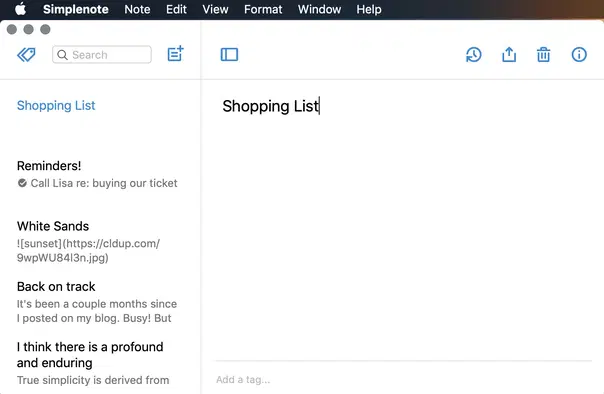 Simplenote Note Edit View Format Window Help
Search
Shopping List
Reminders!
Call Lisa re: buying our ticket
White Sands
![sunset](https://cldup.com/
9wpWU84l3n.jpg)
Back on track
It's been a couple months since
I posted on my blog. Busy! But
I think there is a profound
and enduring
True simplicity is derived from
Shopping List
Add a tag...